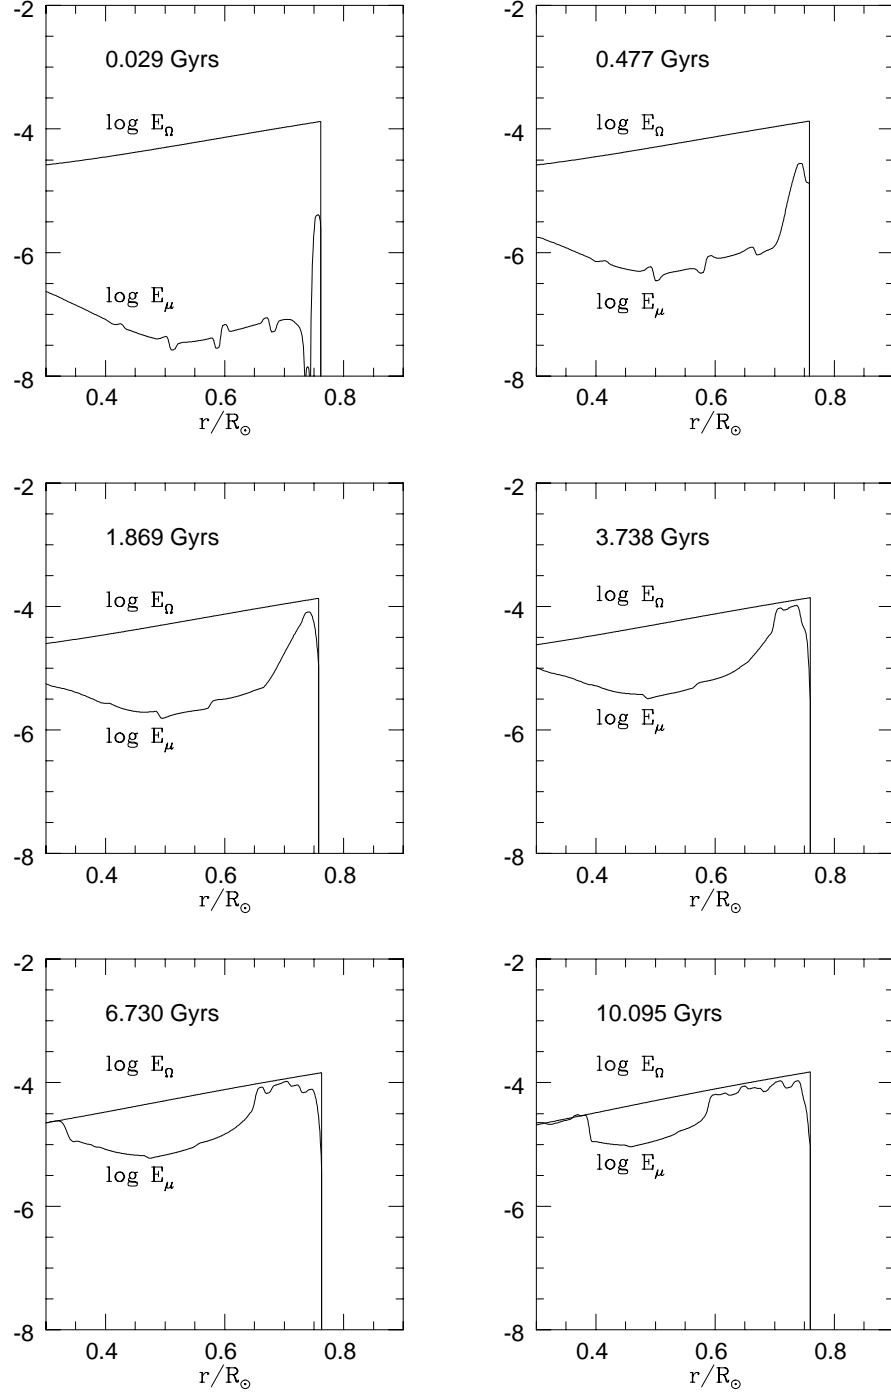 -2
-4
-6
-8
0.029 Gyrs
log E_Ω
log E_μ
0.4 0.6 0.8
r/R_⊙
-2
-4
-6
-8
0.477 Gyrs
log E_Ω
log E_μ
0.4 0.6 0.8
r/R_⊙
-2
-4
-6
-8
1.869 Gyrs
log E_Ω
log E_μ
0.4 0.6 0.8
r/R_⊙
-2
-4
-6
-8
3.738 Gyrs
log E_Ω
log E_μ
0.4 0.6 0.8
r/R_⊙
-2
-4
-6
-8
6.730 Gyrs
log E_Ω
log E_μ
0.4 0.6 0.8
r/R_⊙
-2
-4
-6
-8
10.095 Gyrs
log E_Ω
log E_μ
0.4 0.6 0.8
r/R_⊙